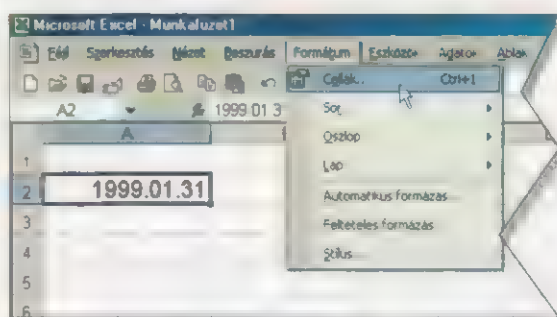 Microsoft Excel - Munkafüzet1
Fájl Szerkesztés Nézet Beszúrás Formátum Eszközök Adatok Ablak
A2 1999.01.3
Cellák... Ctrl+1
Sor
Oszlop
Lap
Automatikus formázás
Feltételes formázás
Stílus
A
1
2 1999.01.31
3
4
5
6